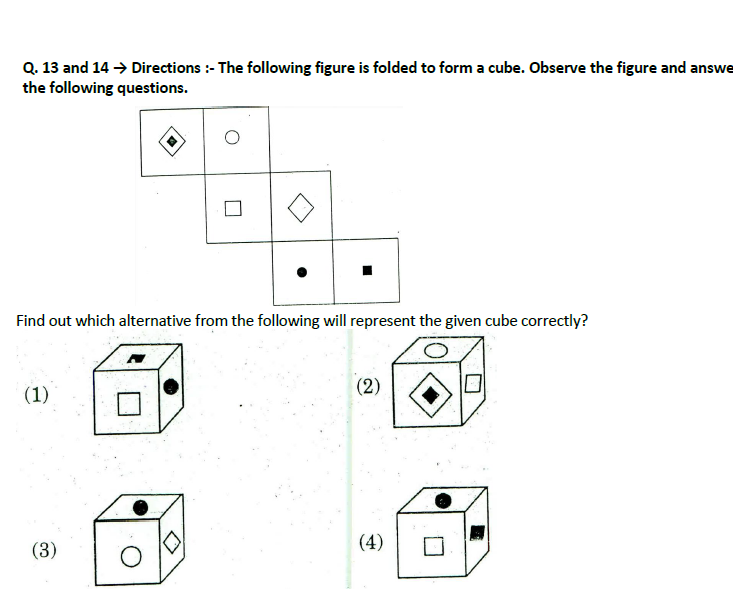 Q. 13 and 14 → Directions :- The following figure is folded to form a cube. Observe the figure and answe
the following questions.
Find out which alternative from the following will represent the given cube correctly?
(1)
(2)
(3)
(4)